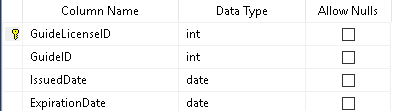 Column Name Data Type Allow Nulls
GuideLicenseID int
GuideID int
IssuedDate date
ExpirationDate date